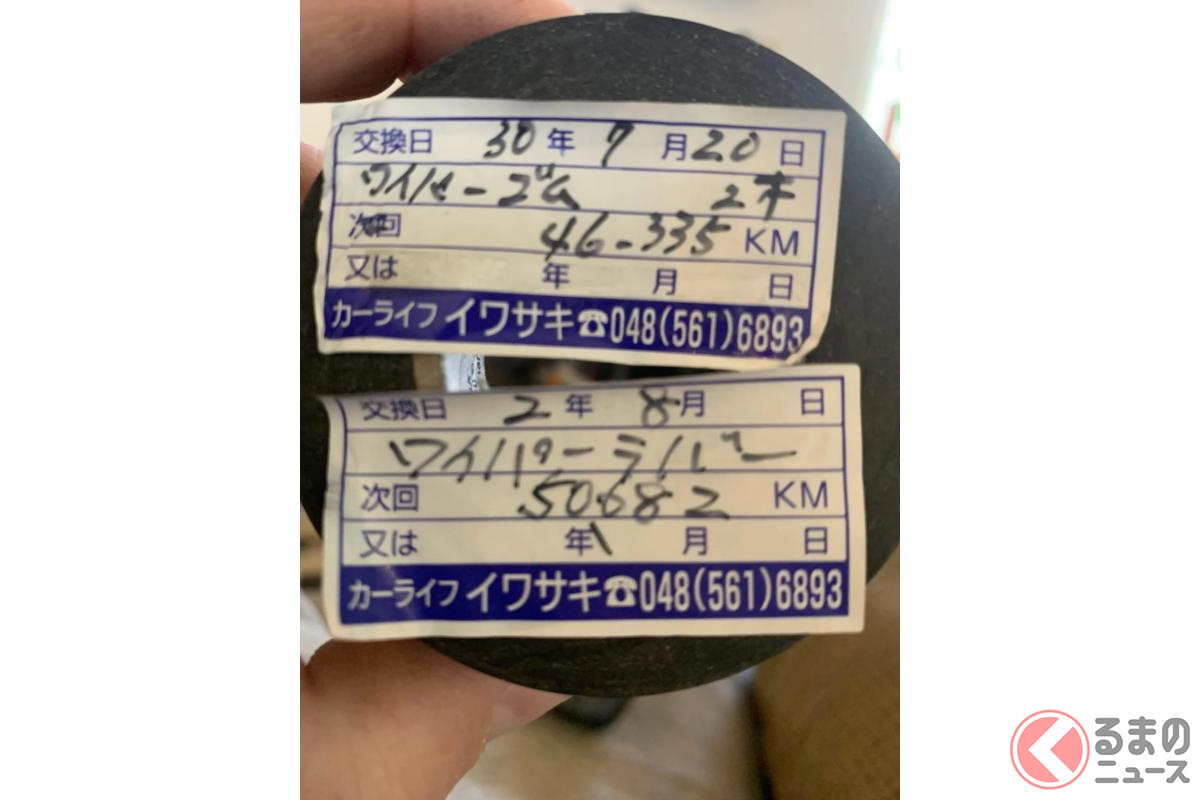 交換日 30年 7月20日
ワイパーゴム 2本
次回 46-335 KM
又は 年 月 日
カーライフ イワサキ☎048(561)6893
交換日 2年 8月 日
ワイパーラバー
次回 50682 KM
又は 年 月 日
カーライフ イワサキ☎048(561)6893
くるまの
ニュース